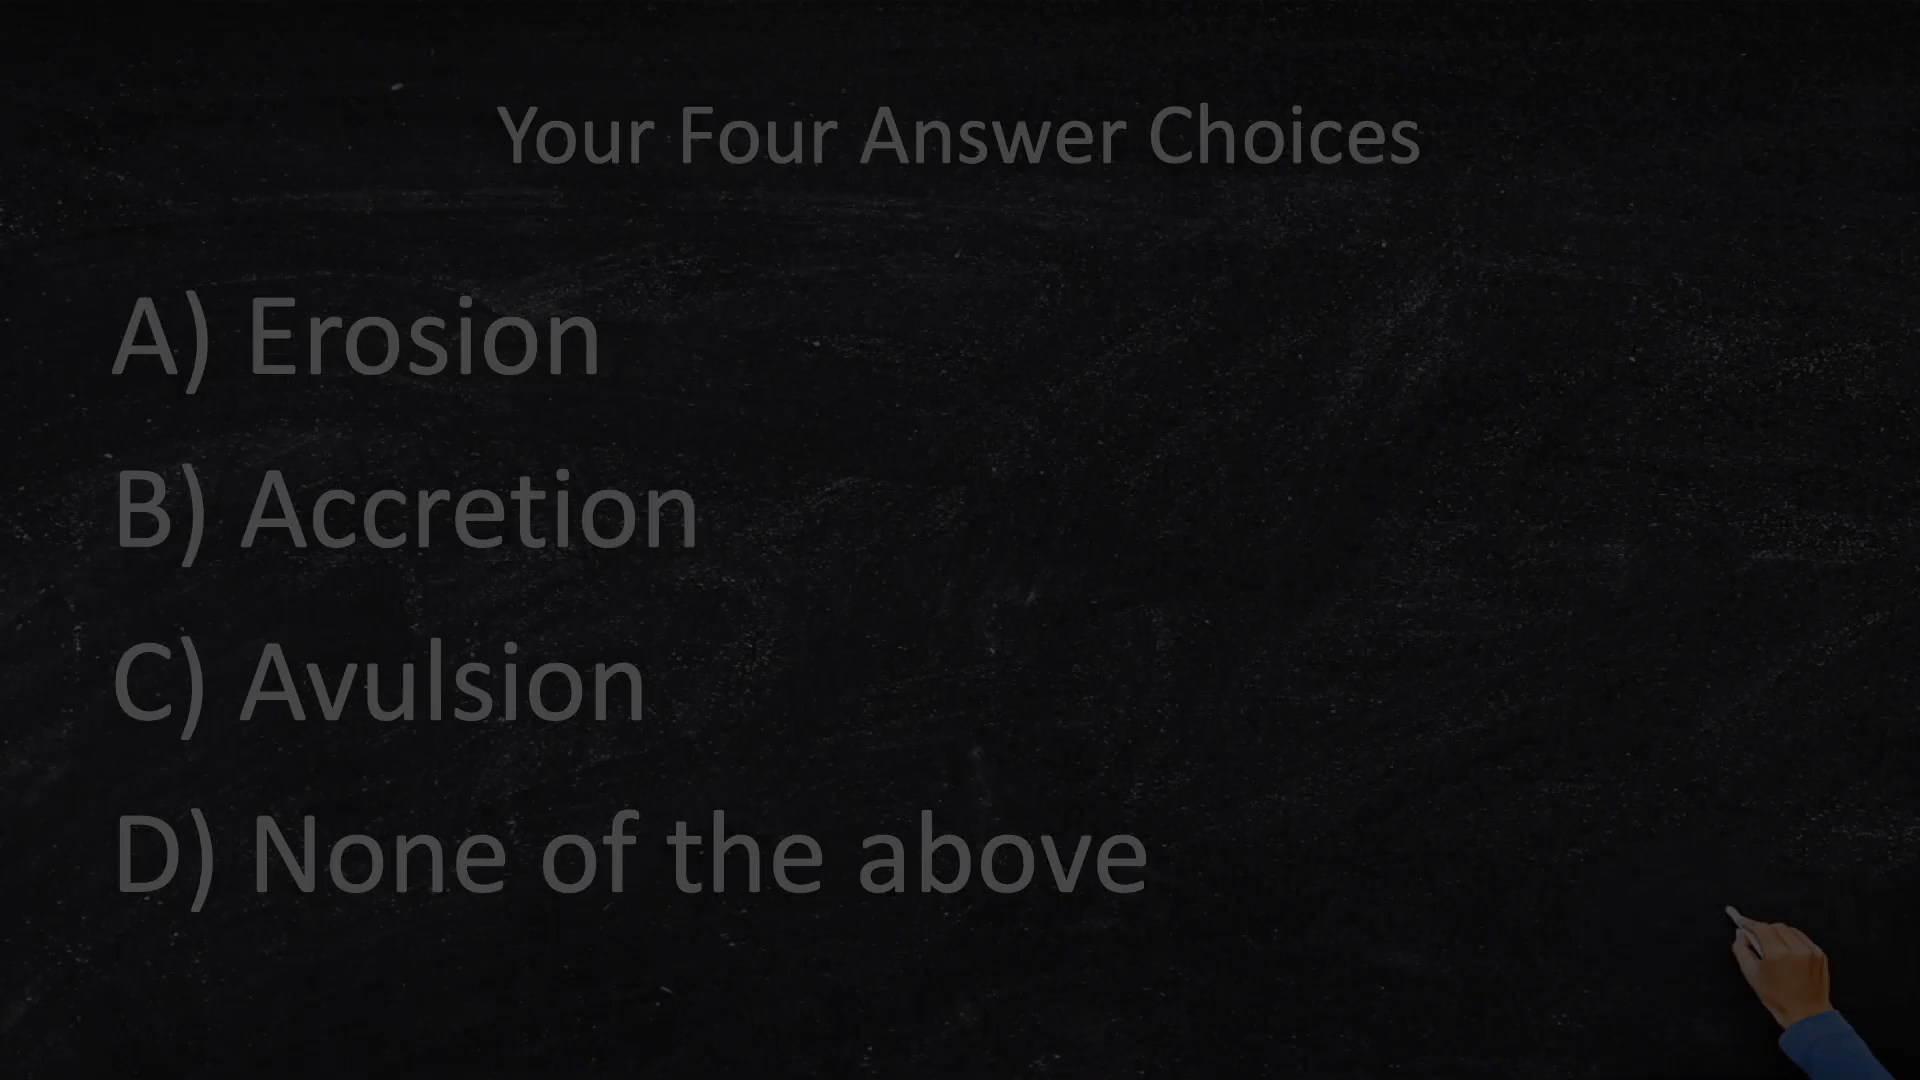 Your Four Answer Choices
A) Erosion
B) Accretion
C) Avulsion
D) None of the above